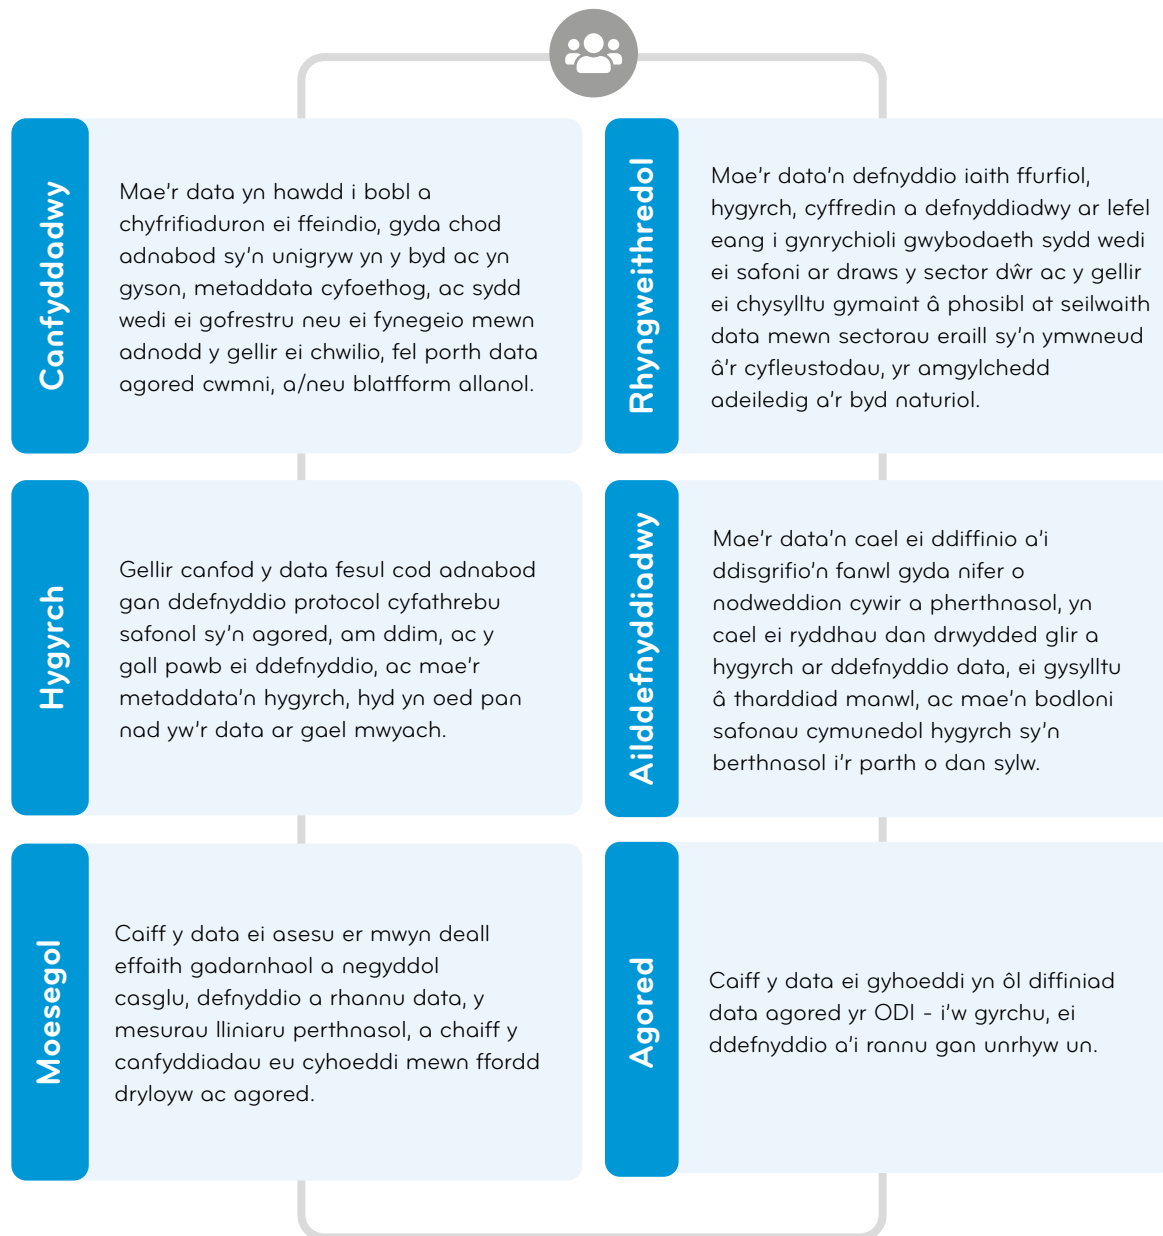 Canfyddadwy
Mae'r data yn hawdd i bobl a
chyfrifiaduron ei ffeindio, gyda chod
adnabod sy'n unigryw yn y byd ac yn
gyson, metaddata cyfoethog, ac sydd
wedi ei gofrestru neu ei fynegeio mewn
adnodd y gellir ei chwilio, fel porth data
agored cwmni, a/neu blatfform allanol.
Rhyngweithredol
Mae'r data'n defnyddio iaith ffurfiol,
hygyrch, cyffredin a defnyddiadwy ar lefel
eang i gynrychioli gwybodaeth sydd wedi
ei safoni ar draws y sector dŵr ac y gellir
ei chysylltu gymaint â phosibl at seilwaith
data mewn sectorau eraill sy'n ymwneud
â'r cyfleustodau, yr amgylchedd
adeiledig a'r byd naturiol.
Hygyrch
Gellir canfod y data fesul cod adnabod
gan ddefnyddio protocol cyfathrebu
safonol sy'n agored, am ddim, ac y
gall pawb ei ddefnyddio, ac mae'r
metaddata'n hygyrch, hyd yn oed pan
nad yw'r data ar gael mwyach.
Ailddefnyddiadwy
Mae'r data'n cael ei ddiffinio a'i
ddisgrifio'n fanwl gyda nifer o
nodweddion cywir a pherthnasol, yn
cael ei ryddhau dan drwydded glir a
hygyrch ar ddefnyddio data, ei gysylltu
â tharddiad manwl, ac mae'n bodloni
safonau cymunedol hygyrch sy'n
berthnasol i'r parth o dan sylw.
Moesegol
Caiff y data ei asesu er mwyn deall
effaith gadarnhaol a negyddol
casglu, defnyddio a rhannu data, y
mesurau lliniaru perthnasol, a chaiff y
canfyddiadau eu cyhoeddi mewn ffordd
dryloyw ac agored.
Agored
Caiff y data ei gyhoeddi yn ôl diffiniad
data agored yr ODI - i'w gyrchu, ei
ddefnyddio a'i rannu gan unrhyw un.